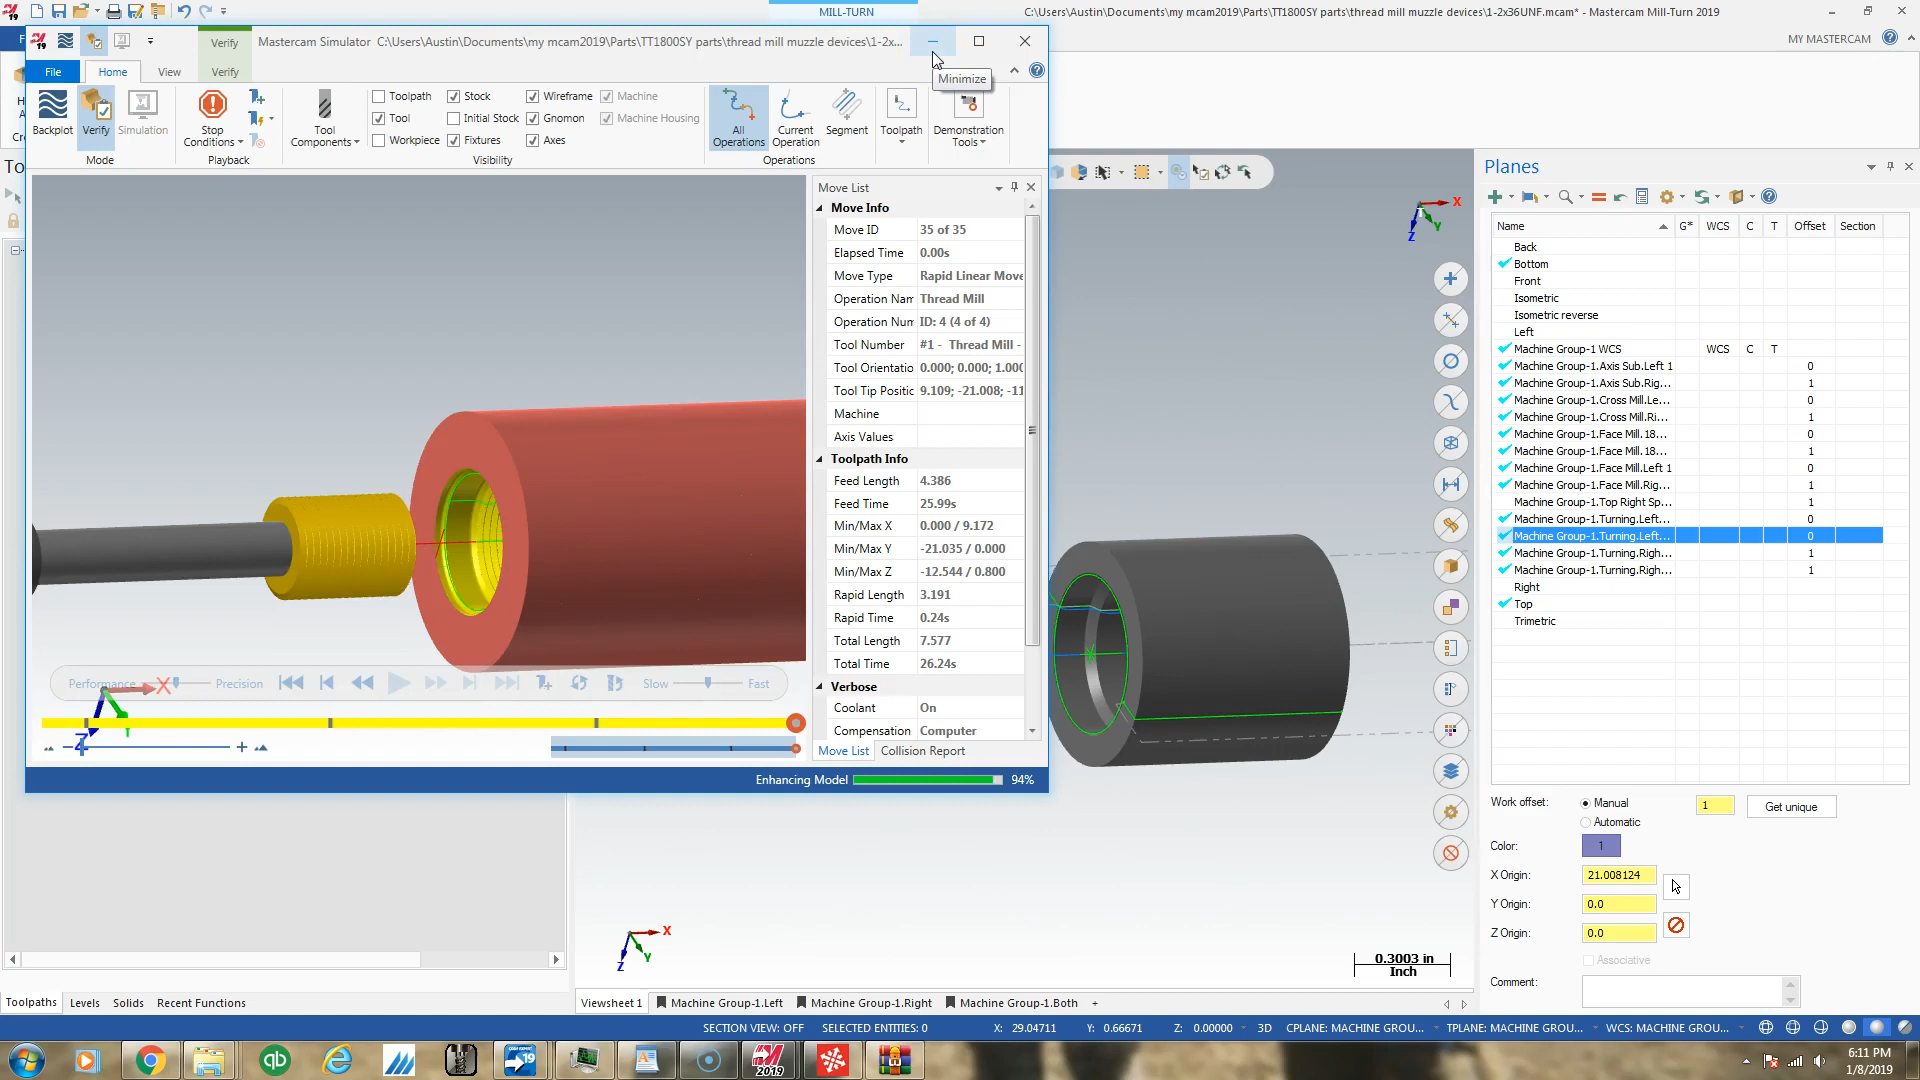 MILL-TURN
C:\Users\Austin\Documents\my mcam2019\Parts\TT1800SY parts\thread mill muzzle devices\1-2x36UNF.mcam* - Mastercam Mill-Turn 2019
MY MASTERCAM
Verify
Mastercam Simulator C:\Users\Austin\Documents\my mcam2019\Parts\TT1800SY parts\thread mill muzzle devices\1-2x...
File
Home
View
Verify
Minimize
Backplot
Verify
Simulation
Mode
Stop Conditions
Playback
Tool Components
Toolpath
Tool
Workpiece
Stock
Initial Stock
Fixtures
Wireframe
Gnomon
Axes
Machine
Machine Housing
Visibility
All Operations
Current Operation
Segment
Operations
Toolpath
Demonstration Tools
Move List
Move Info
Move ID 35 of 35
Elapsed Time 0.00s
Move Type Rapid Linear Move
Operation Nam Thread Mill
Operation Num ID: 4 (4 of 4)
Tool Number #1 - Thread Mill -
Tool Orientatio 0.000; 0.000; 1.000
Tool Tip Positic 9.109; -21.008; -11
Machine
Axis Values
Toolpath Info
Feed Length 4.386
Feed Time 25.99s
Min/Max X 0.000 / 9.172
Min/Max Y -21.035 / 0.000
Min/Max Z -12.544 / 0.800
Rapid Length 3.191
Rapid Time 0.24s
Total Length 7.577
Total Time 26.24s
Verbose
Coolant On
Compensation Computer
Move List Collision Report
Performance Precision
Slow Fast
X
Y
Z
Enhancing Model 94%
X
Y
Z
X
Y
Z
0.3003 in
Inch
Planes
Name G* WCS C T Offset Section
Back
Bottom
Front
Isometric
Isometric reverse
Left
Machine Group-1 WCS WCS C T
Machine Group-1.Axis Sub.Left 1 0
Machine Group-1.Axis Sub.Rig... 1
Machine Group-1.Cross Mill.Le... 0
Machine Group-1.Cross Mill.Ri... 1
Machine Group-1.Face Mill. 18... 0
Machine Group-1.Face Mill. 18... 1
Machine Group-1.Face Mill.Left 1 0
Machine Group-1.Face Mill.Rig... 1
Machine Group-1.Top Right Sp... 1
Machine Group-1.Turning.Left... 0
Machine Group-1.Turning.Left... 0
Machine Group-1.Turning.Righ... 1
Machine Group-1.Turning.Righ... 1
Right
Top
Trimetric
Work offset: Manual 1 Get unique
Automatic
Color: 1
X Origin: 21.008124
Y Origin: 0.0
Z Origin: 0.0
Associative
Comment:
Toolpaths Levels Solids Recent Functions
Viewsheet 1 Machine Group-1.Left Machine Group-1.Right Machine Group-1.Both +
SECTION VIEW: OFF SELECTED ENTITIES: 0 X: 29.04711 Y: 0.66671 Z: 0.00000 3D CPLANE: MACHINE GROU... TPLANE: MACHINE GROU... WCS: MACHINE GROU...
6:11 PM
1/8/2019